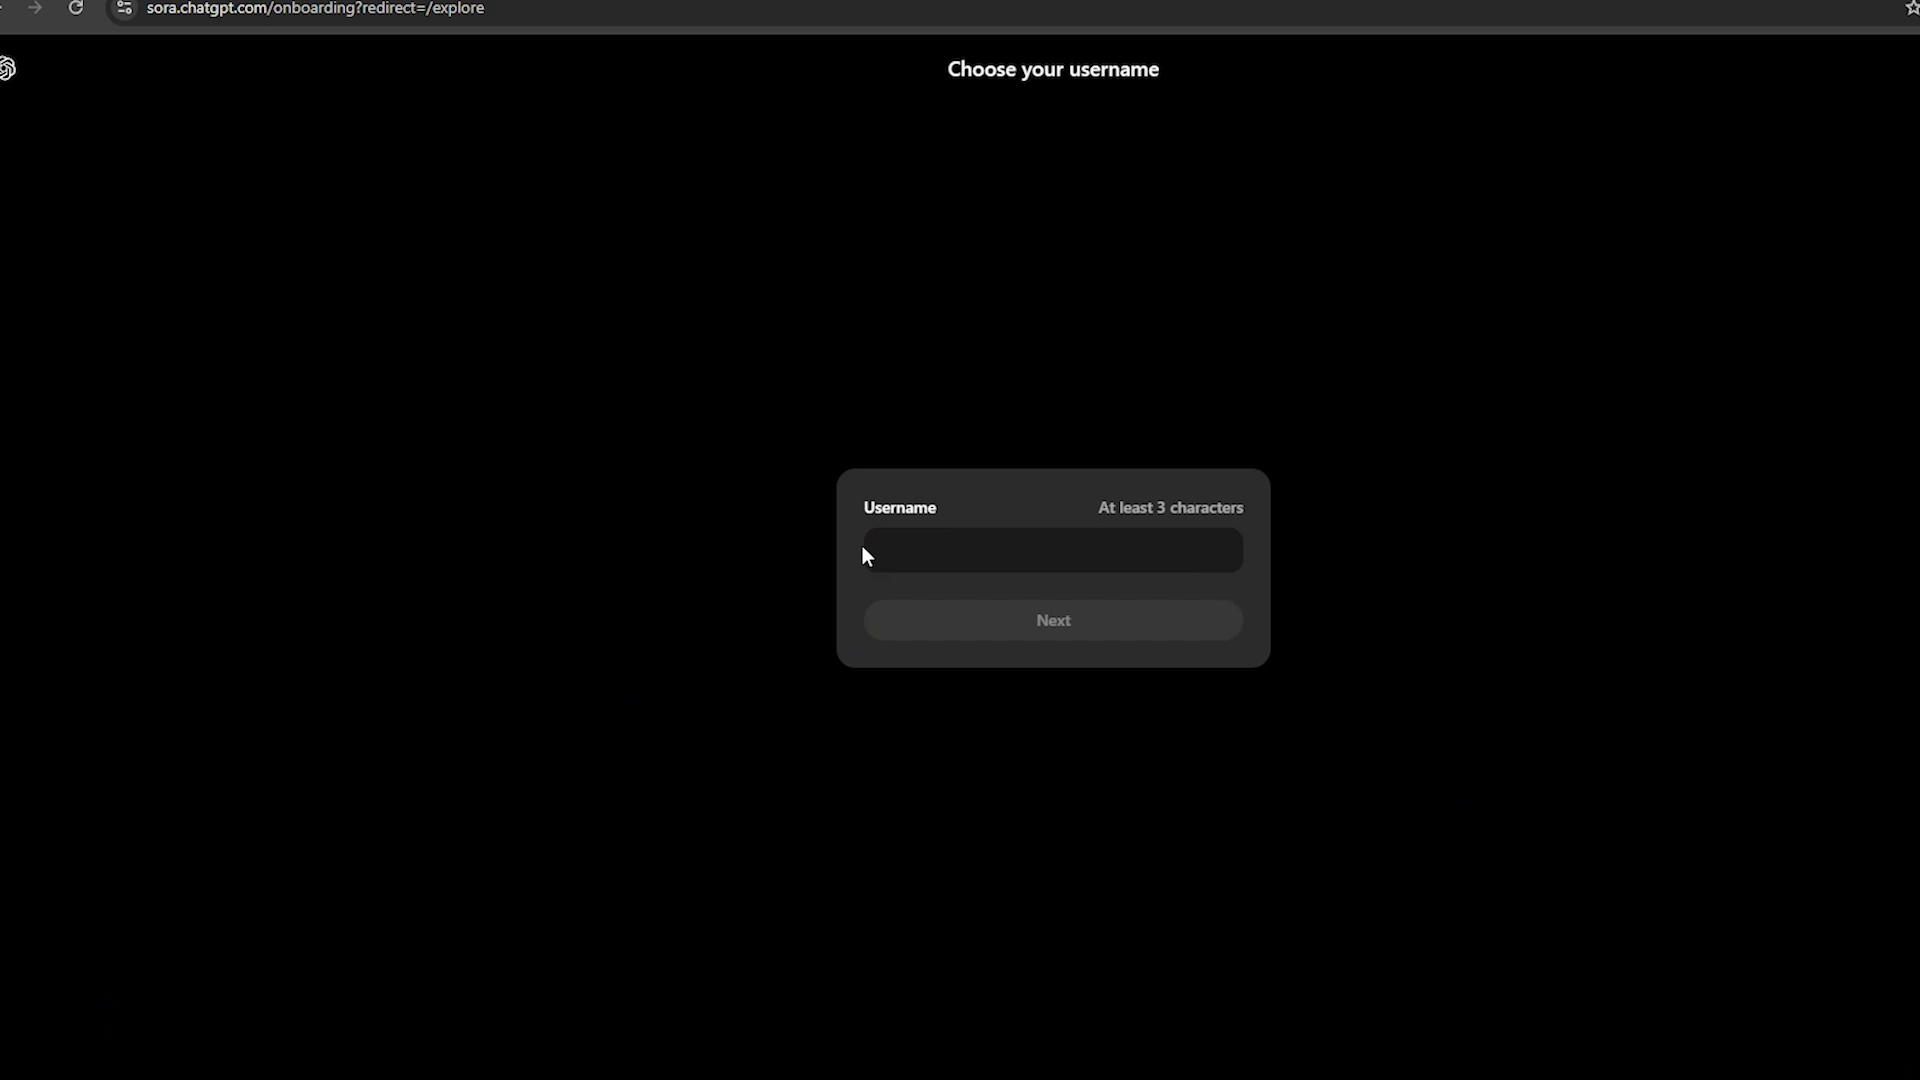 sora.chatgpt.com/onboarding?redirect=/explore
Choose your username
Username
At least 3 characters
Next